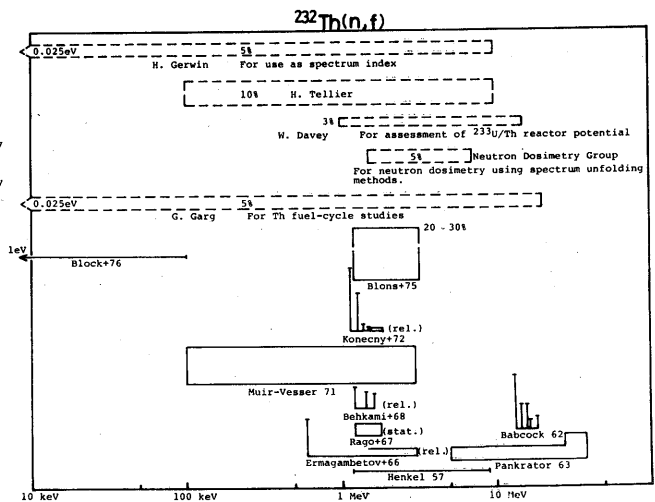 232Th(n,f)
0.025eV 5%
H. Gerwin For use as spectrum index
10% H. Tellier
3%
W. Davey For assessment of 233U/Th reactor potential
5% Neutron Dosimetry Group
For neutron dosimetry using spectrum unfolding
methods.
0.025eV 5%
G. Garg For Th fuel-cycle studies
20 - 30%
1eV
Block+76
Blons+75
(rel.)
Konecny+72
Muir-Vesser 71
(rel.)
Behkami+68
(stat.)
Rago+67
Babcock 62
(rel.)
Ermagambetov+66
Pankrator 63
Henkel 57
10 keV 100 keV 1 MeV 10 MeV